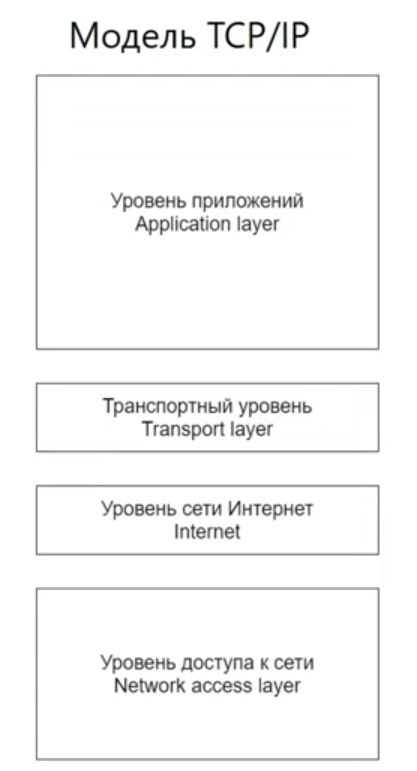 Модель TCP/IP
Уровень приложений
Application layer
Транспортный уровень
Transport layer
Уровень сети Интернет
Internet
Уровень доступа к сети
Network access layer